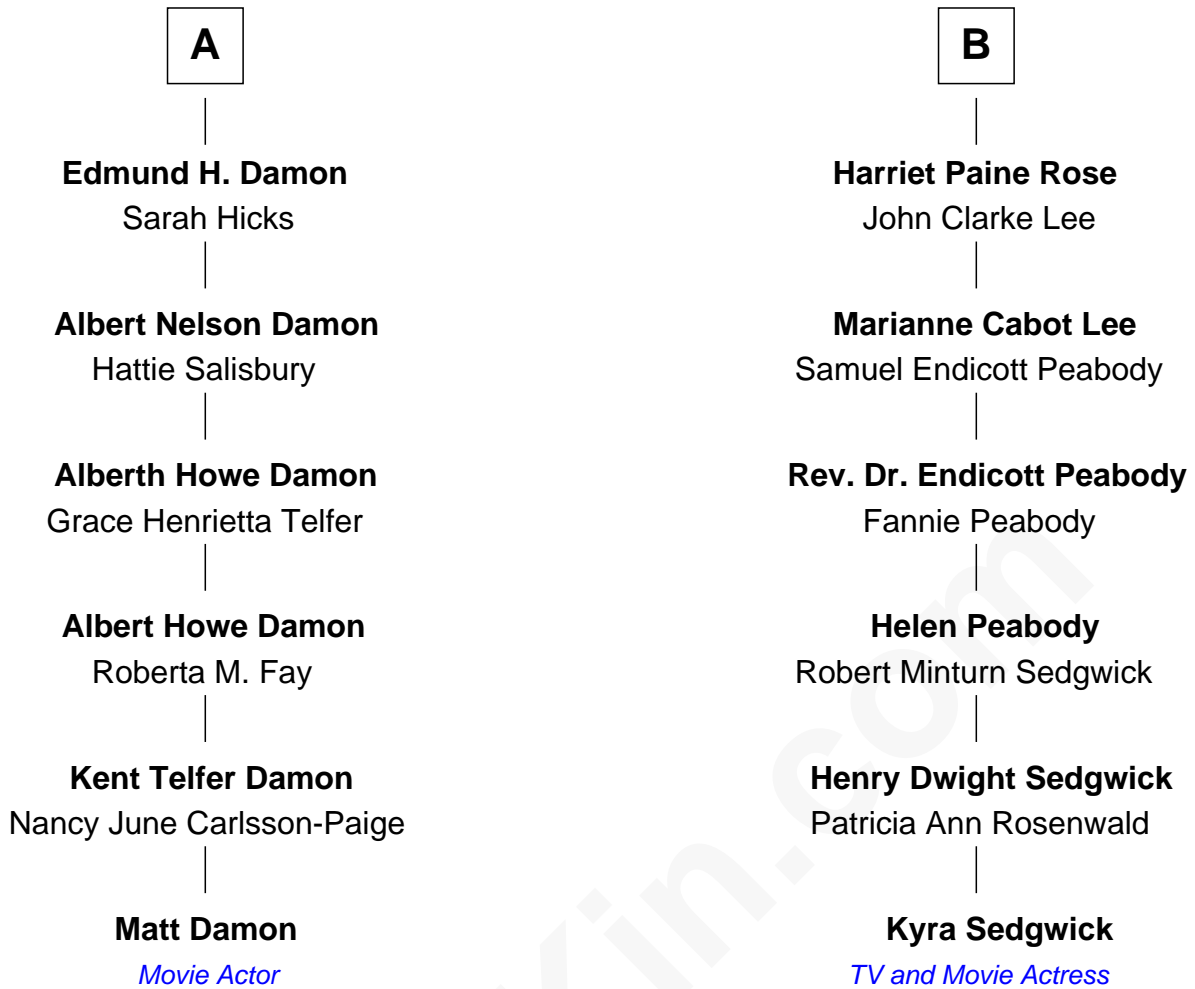 A
Edmund H. Damon
Sarah Hicks
Albert Nelson Damon
Hattie Salisbury
Alberth Howe Damon
Grace Henrietta Telfer
Albert Howe Damon
Roberta M. Fay
Kent Telfer Damon
Nancy June Carlsson-Paige
Matt Damon
Movie Actor
B
Harriet Paine Rose
John Clarke Lee
Marianne Cabot Lee
Samuel Endicott Peabody
Rev. Dr. Endicott Peabody
Fannie Peabody
Helen Peabody
Robert Minturn Sedgwick
Henry Dwight Sedgwick
Patricia Ann Rosenwald
Kyra Sedgwick
TV and Movie Actress